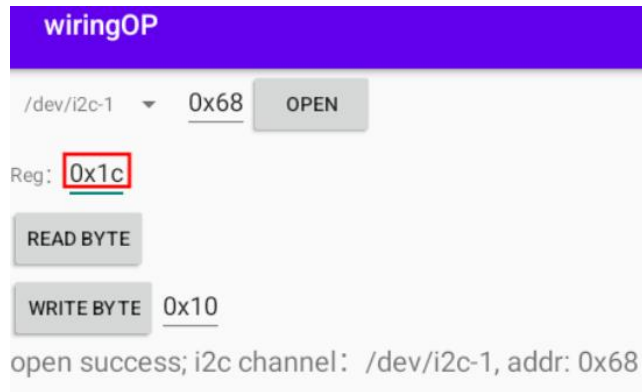 wiringOP
/dev/i2c-1 0x68 OPEN
Reg: 0x1c
READ BYTE
WRITE BYTE 0x10
open success; i2c channel：/dev/i2c-1, addr: 0x68